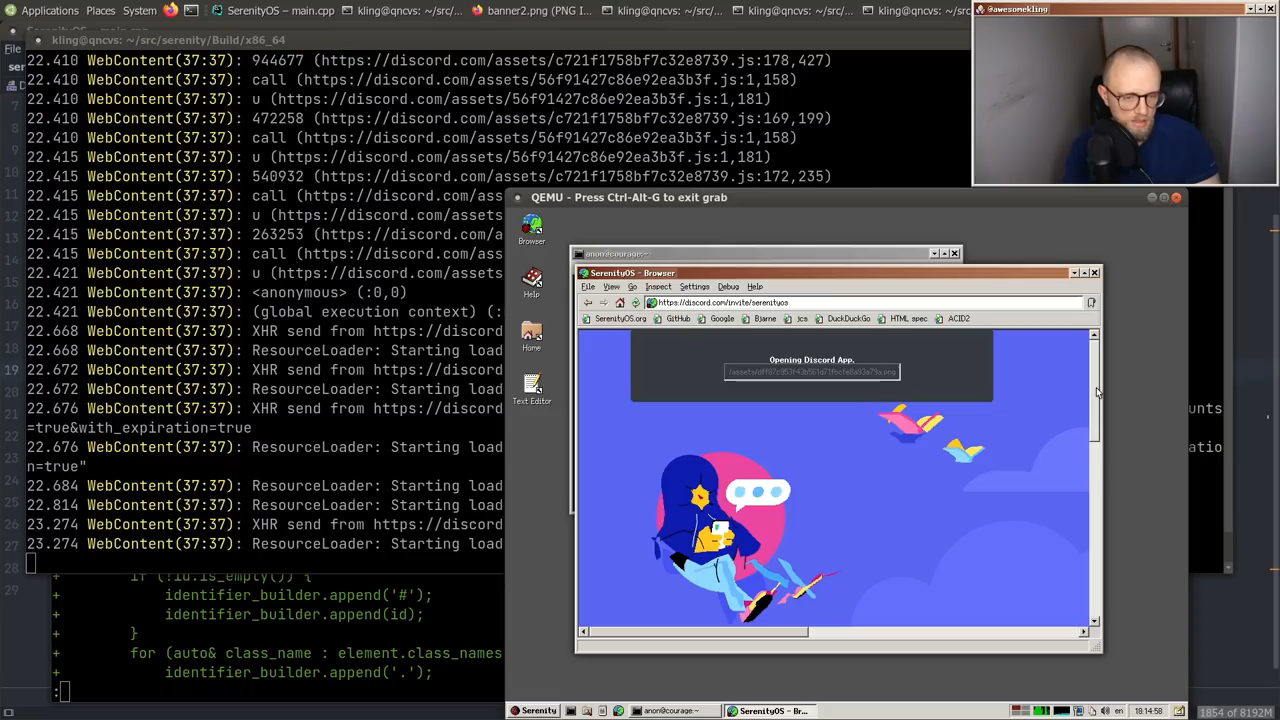 Applications Places System SerenityOS - main.cpp kling@qncvs: ~/src/... banner2.png (PNG I... kling@qncvs: ~/src/... kling@qncvs: ~/src/... kling@qncvs: ~/src/...
@awesomekling
kling@qncvs: ~/src/serenity/Build/x86_64
File
22.410 WebContent(37:37): 944677 (https://discord.com/assets/c721f1758bf7c32e8739.js:178,427)
22.410 WebContent(37:37): call (https://discord.com/assets/56f91427c86e92ea3b3f.js:1,158)
22.410 WebContent(37:37): u (https://discord.com/assets/56f91427c86e92ea3b3f.js:1,181)
22.410 WebContent(37:37): 472258 (https://discord.com/assets/c721f1758bf7c32e8739.js:169,199)
22.410 WebContent(37:37): call (https://discord.com/assets/56f91427c86e92ea3b3f.js:1,158)
22.415 WebContent(37:37): u (https://discord.com/assets/56f91427c86e92ea3b3f.js:1,181)
22.415 WebContent(37:37): 540932 (https://discord.com/assets/c721f1758bf7c32e8739.js:172,235)
22.415 WebContent(37:37): call (https://discord.com/assets
22.415 WebContent(37:37): u (https://discord.com/assets/56
22.415 WebContent(37:37): 263253 (https://discord.com/asse
22.415 WebContent(37:37): call (https://discord.com/assets
22.421 WebContent(37:37): u (https://discord.com/assets
22.421 WebContent(37:37): <anonymous> (:0,0)
22.421 WebContent(37:37): (global execution context) (:
22.668 WebContent(37:37): XHR send from https://discord
22.668 WebContent(37:37): ResourceLoader: Starting load
22.672 WebContent(37:37): XHR send from https://discord
22.672 WebContent(37:37): ResourceLoader: Starting load
22.676 WebContent(37:37): XHR send from https://discord
=true&with_expiration=true
22.676 WebContent(37:37): ResourceLoader: Starting load
n=true"
22.684 WebContent(37:37): ResourceLoader: Starting load
22.814 WebContent(37:37): ResourceLoader: Starting load
23.274 WebContent(37:37): XHR send from https://discord
23.274 WebContent(37:37): ResourceLoader: Starting load
+ if (!id.is_empty()) {
+ identifier_builder.append('#');
+ identifier_builder.append(id);
+ }
+ for (auto& class_name : element.class_names
+ identifier_builder.append('.');
:
QEMU - Press Ctrl-Alt-G to exit grab
Browser
Help
Home
Text Editor
anon@courage:~
SerenityOS - Browser
File View Go Inspect Settings Debug Help
https://discord.com/invite/serenityos
SerenityOS.org GitHub Google Bjarne jcs DuckDuckGo HTML spec ACID2
Opening Discord App.
Serenity anon@courage:~ SerenityOS - Br... en 18:14:58
1854 of 8192M